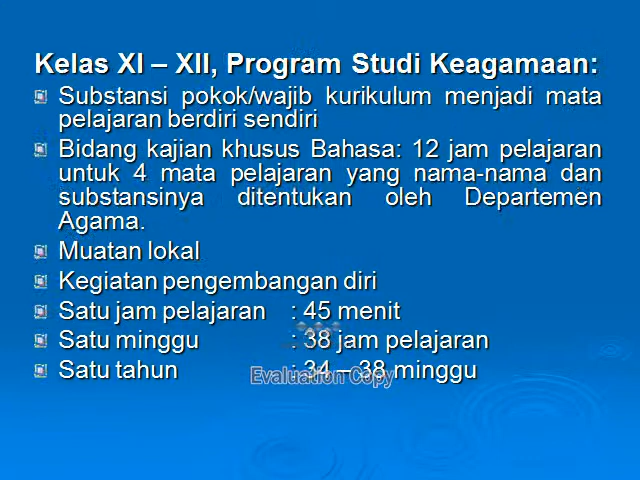 Kelas XI – XII, Program Studi Keagamaan:
Substansi pokok/wajib kurikulum menjadi mata
pelajaran berdiri sendiri
Bidang kajian khusus Bahasa: 12 jam pelajaran
untuk 4 mata pelajaran yang nama-nama dan
substansinya ditentukan oleh Departemen
Agama.
Muatan lokal
Kegiatan pengembangan diri
Satu jam pelajaran : 45 menit
Satu minggu : 38 jam pelajaran
Satu tahun : 34 – 38 minggu
Evaluation Copy